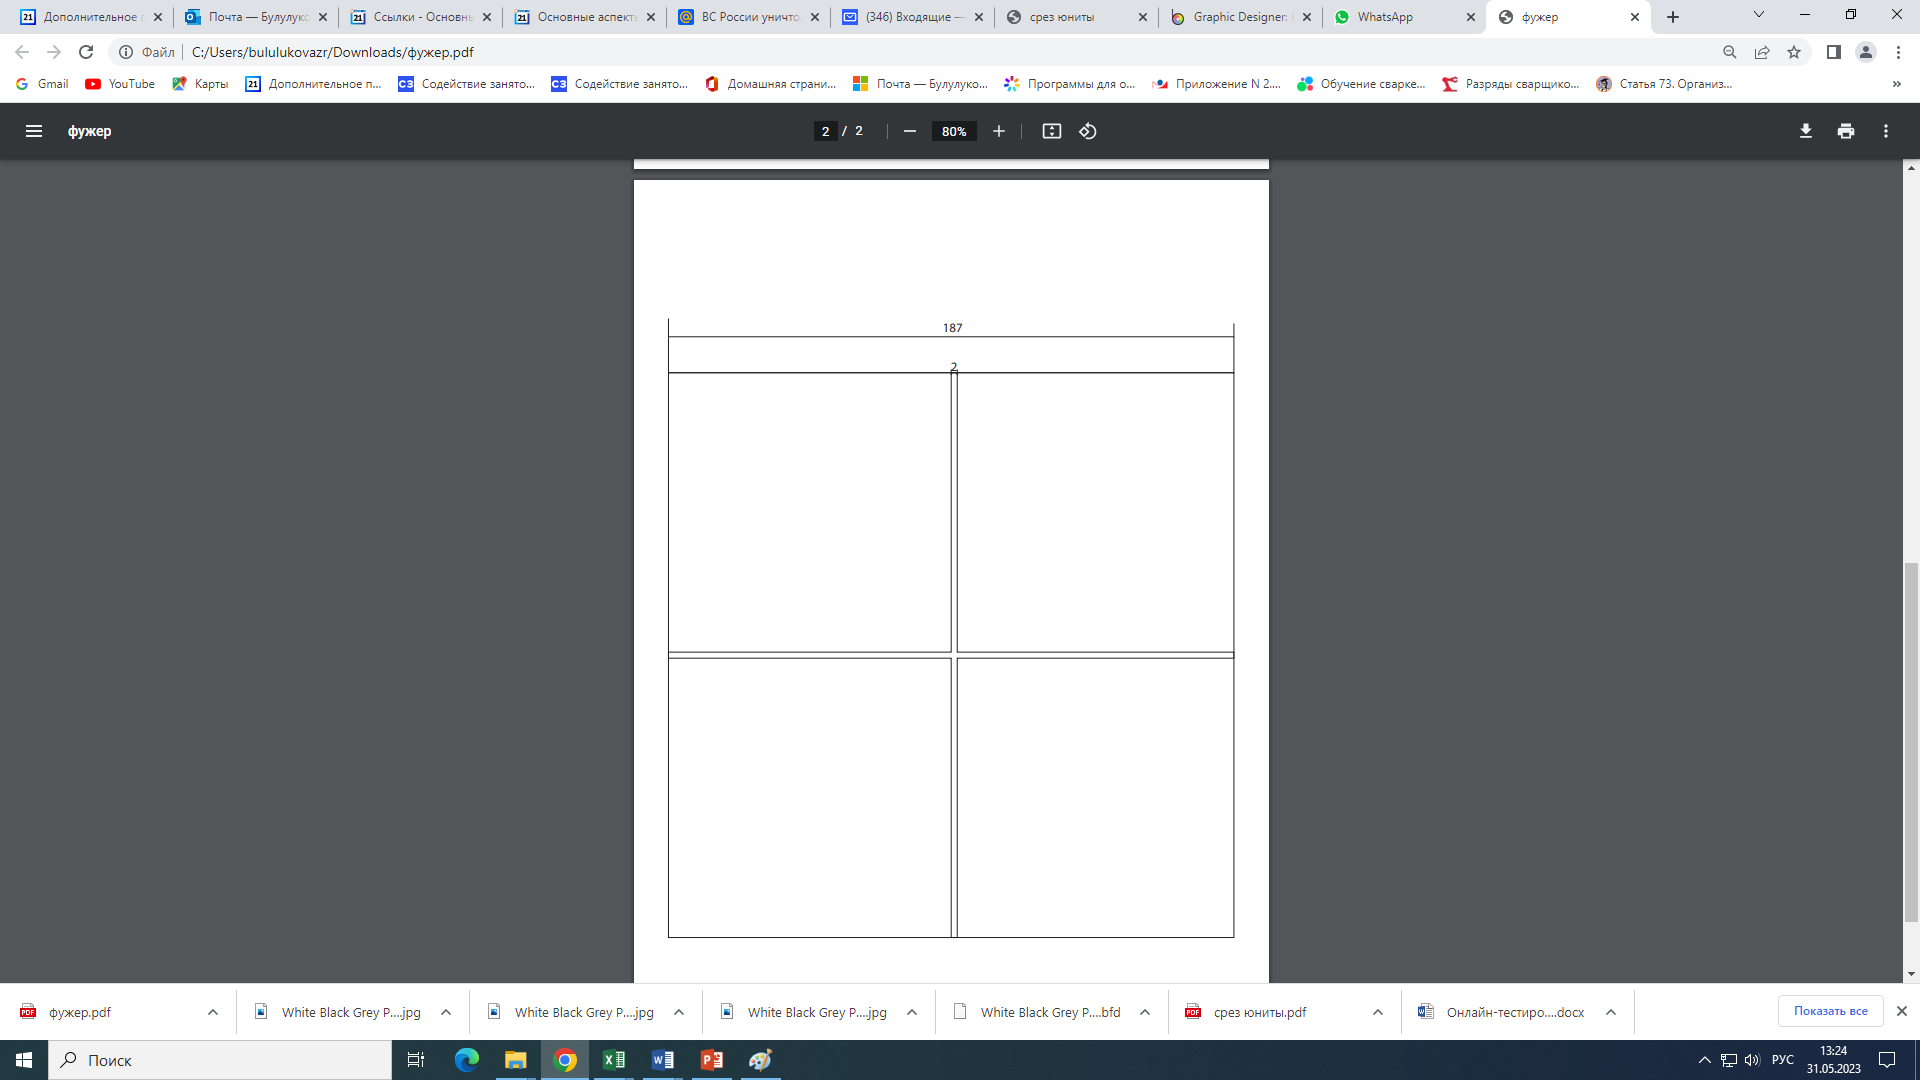 Дополнительное г
Почта — Булулуко
Ссылки - Основнь
Основные аспекть
ВС России уничто
(346) Входящие —
срез юниты
Graphic Designer:
WhatsApp
фужер
Файл
C:/Users/bululukovazr/Downloads/фужер.pdf
Gmail
YouTube
Карты
Дополнительное п...
Содействие занято...
Содействие занято...
Домашняя страни...
Почта — Булулуко...
Программы для о...
Приложение N 2....
Обучение сварке...
Разряды сварщико...
Статья 73. Организ...
»
фужер
2 / 2
80%
187
2
фужер.pdf
White Black Grey P....jpg
White Black Grey P....jpg
White Black Grey P....jpg
White Black Grey P....bfd
срез юниты.pdf
Онлайн-тестиро....docx
Показать все
Поиск
РУС
13:24
31.05.2023